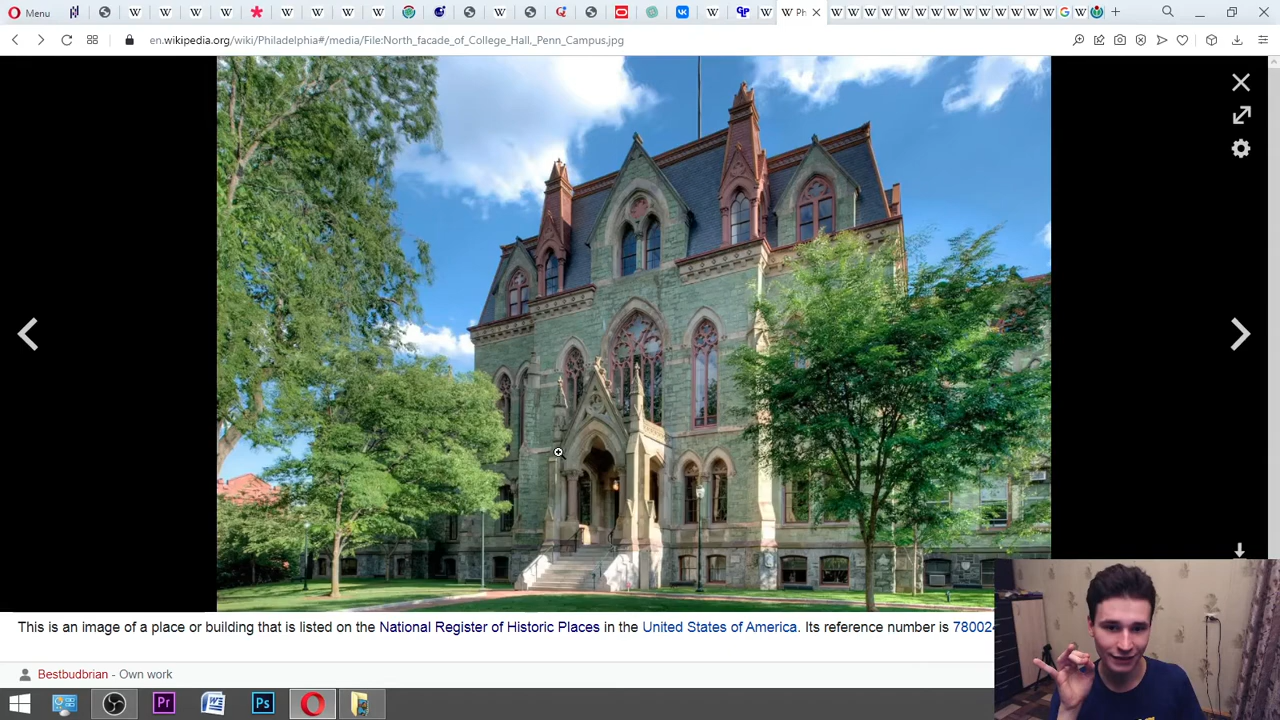 Menu
Ph
en.wikipedia.org/wiki/Philadelphia#/media/File:North_facade_of_College_Hall,_Penn_Campus.jpg
This is an image of a place or building that is listed on the National Register of Historic Places in the United States of America. Its reference number is 78002
Bestbudbrian - Own work